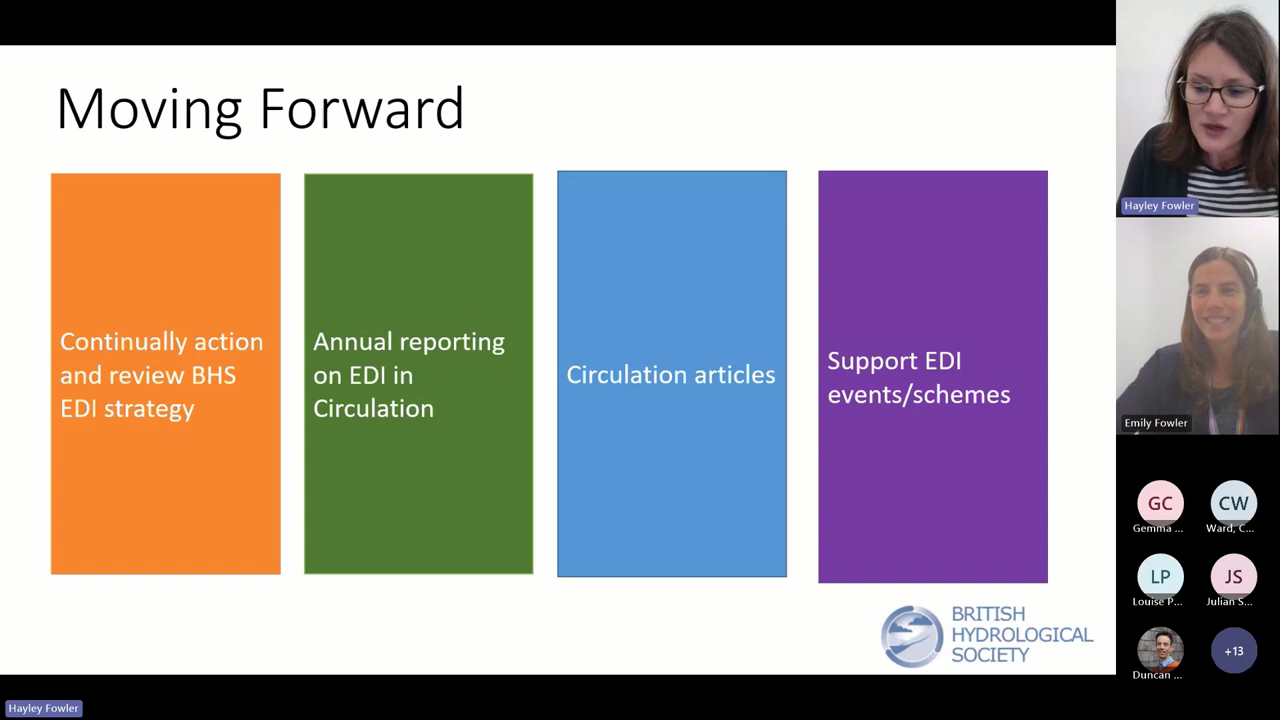 Moving Forward
Continually action
and review BHS
EDI strategy
Annual reporting
on EDI in
Circulation
Circulation articles
Support EDI
events/schemes
BRITISH
HYDROLOGICAL
SOCIETY
Hayley Fowler
Emily Fowler
GC
CW
Gemma ...
Ward, C...
LP
JS
Louise P...
Julian S...
+13
Duncan ...
Hayley Fowler